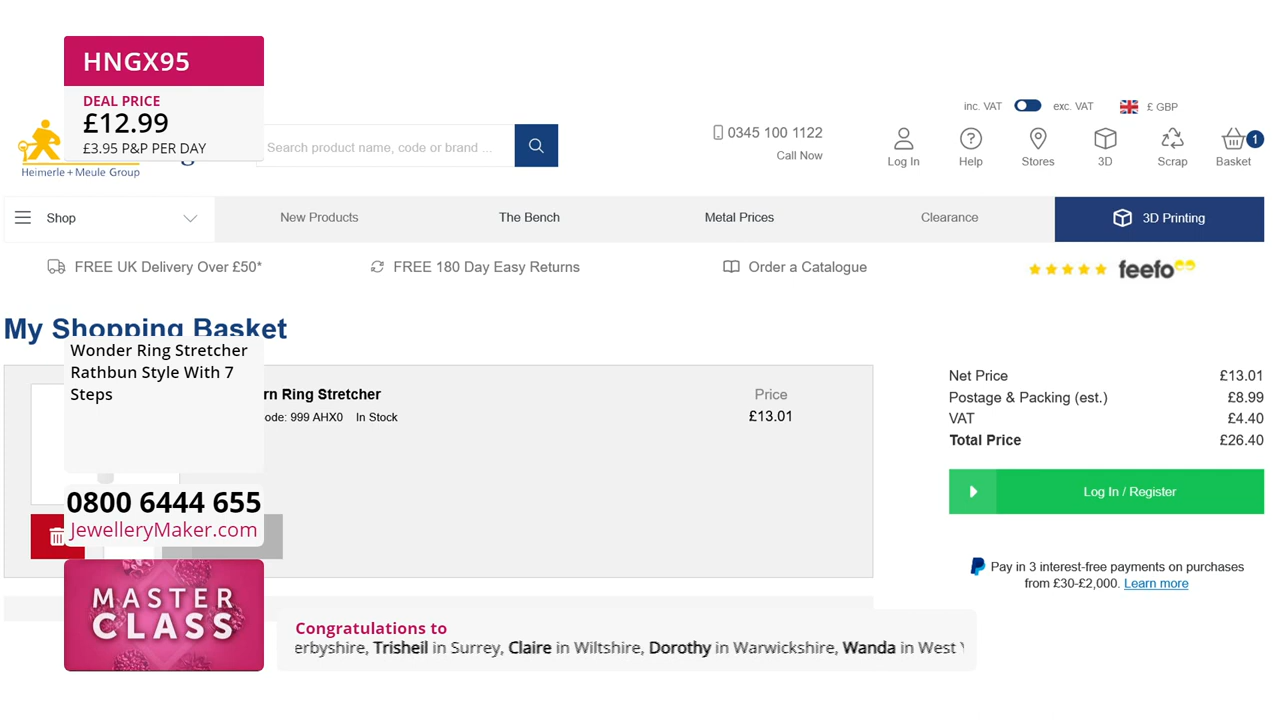 HNGX95
DEAL PRICE
£12.99
£3.95 P&P PER DAY
Heimerle + Meule Group
Search product name, code or brand ...
0345 100 1122
Call Now
inc. VAT
exc. VAT
£ GBP
Log In
Help
Stores
3D
Scrap
Basket
1
Shop
New Products
The Bench
Metal Prices
Clearance
3D Printing
FREE UK Delivery Over £50*
FREE 180 Day Easy Returns
Order a Catalogue
feefo
My Shopping Basket
Wonder Ring Stretcher
Rathbun Style With 7
Steps
Ring Stretcher
Price
999 AHX0 In Stock
£13.01
Net Price £13.01
Postage & Packing (est.) £8.99
VAT £4.40
Total Price £26.40
Log In / Register
0800 6444 655
JewelleryMaker.com
Pay in 3 interest-free payments on purchases
from £30-£2,000. Learn more
MASTER
CLASS
Congratulations to
Trisheil in Surrey, Claire in Wiltshire, Dorothy in Warwickshire, Wanda in West